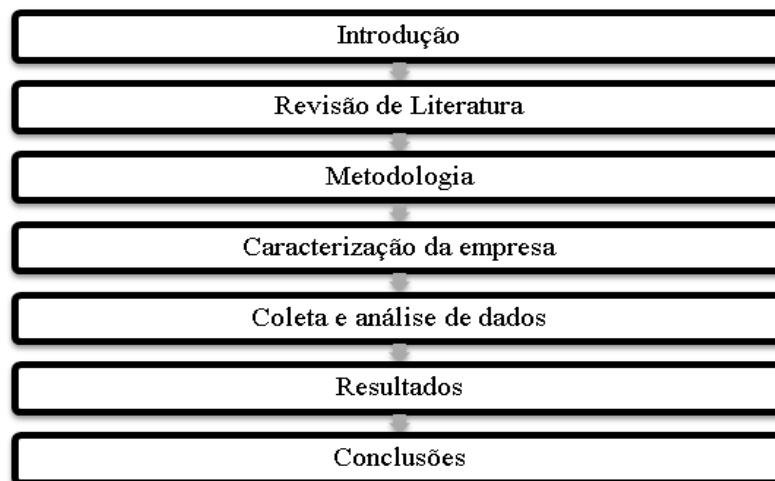 Introdução
Revisão de Literatura
Metodologia
Caracterização da empresa
Coleta e análise de dados
Resultados
Conclusões